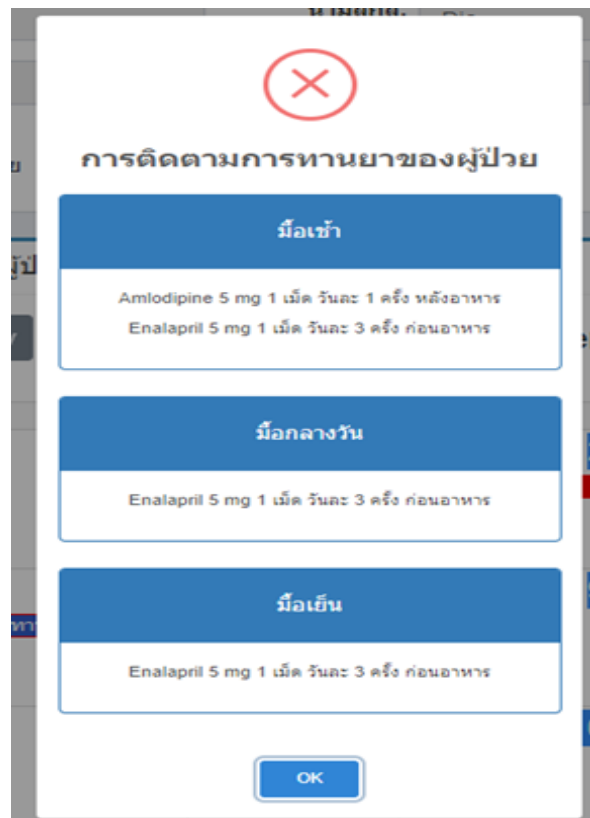 การติดตามการทานยาของผู้ป่วย
มื้อเช้า
Amlodipine 5 mg 1 เม็ด วันละ 1 ครั้ง หลังอาหาร
Enalapril 5 mg 1 เม็ด วันละ 3 ครั้ง ก่อนอาหาร
มื้อกลางวัน
Enalapril 5 mg 1 เม็ด วันละ 3 ครั้ง ก่อนอาหาร
มื้อเย็น
Enalapril 5 mg 1 เม็ด วันละ 3 ครั้ง ก่อนอาหาร
OK